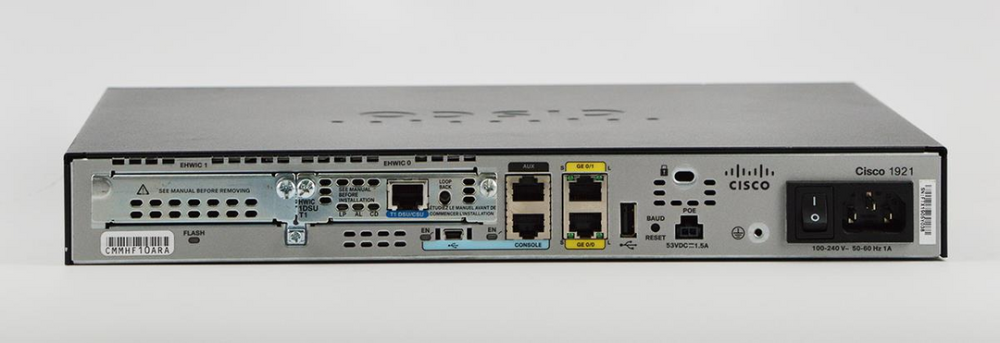 CISCO
EHWIC 1
EHWIC 0
SEE MANUAL BEFORE REMOVING
HWIC
1DSU
T1
SEE MANUAL
BEFORE
INSTALLATION
LP AL CD
T1 DSU/CSU
LOOP
BACK
ÉTUDIEZ LE MANUEL AVANT DE
COMMENCER L'INSTALLATION
AUX
S GE 0/1 L
CISCO
Cisco 1921
FLASH
CMMHF10ARA
EN
EN
CONSOLE
S GE 0/0 L
BAUD
RESET
POE
53VDC 1.5A
100-240 V~ 50-60 Hz 1A